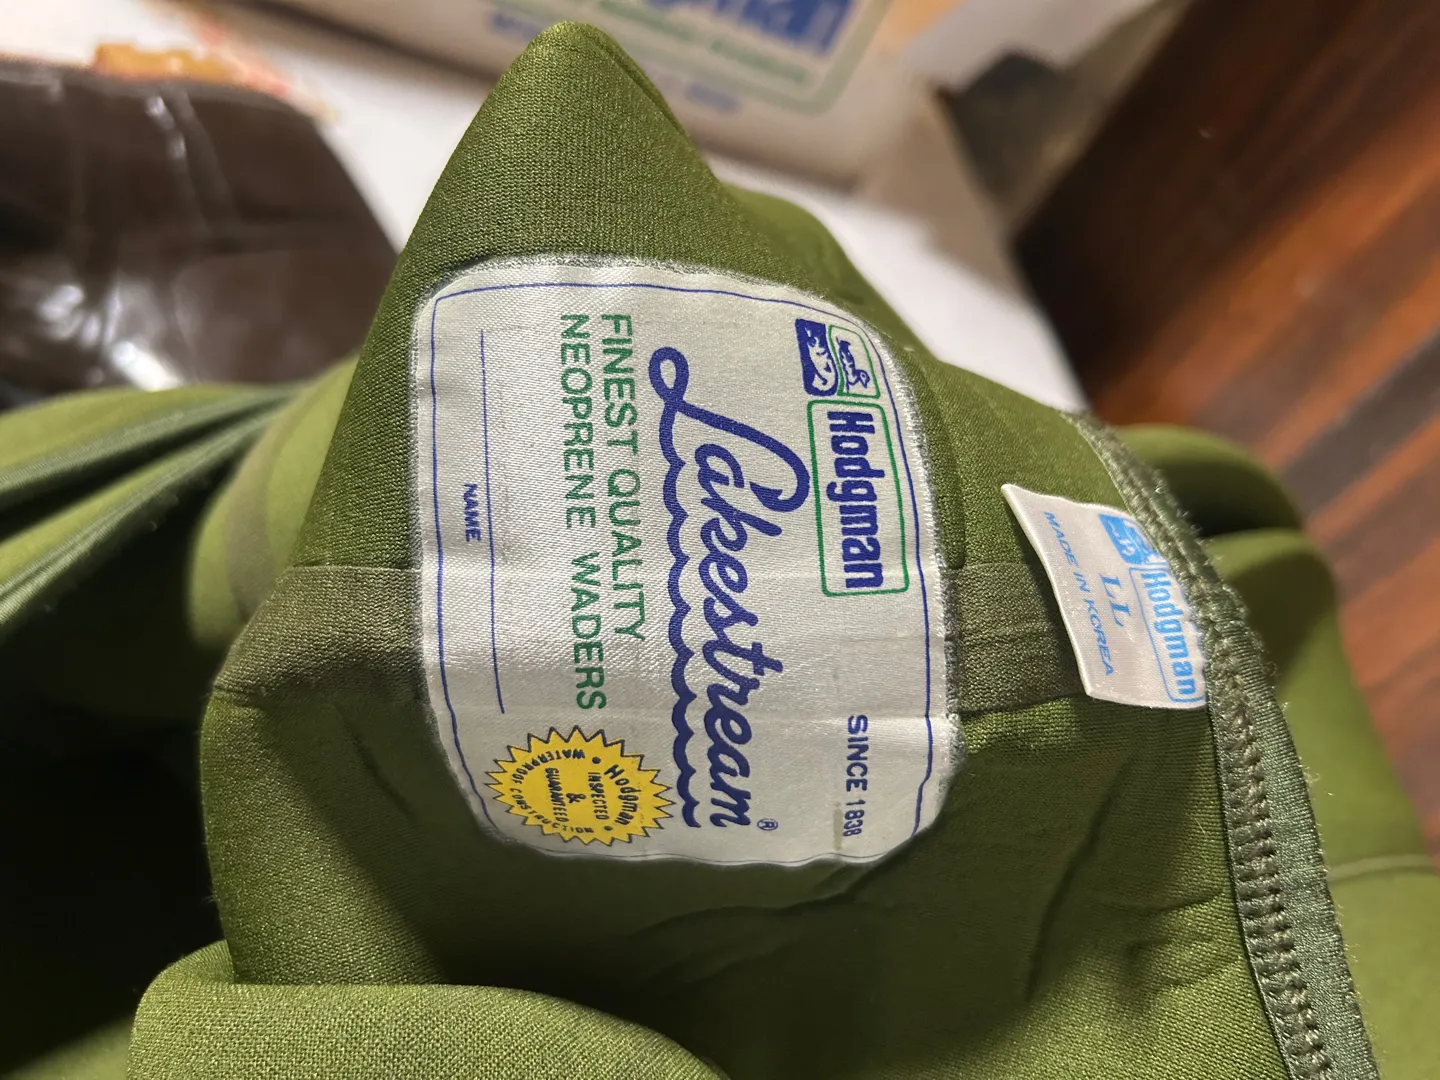 Hodgman
SINCE 1838
Lakestream®
FINEST QUALITY
NEOPRENE WADERS
NAME
Hodgman
INSPECTED
&
GUARANTEED
WATERPROOF CONSTRUCTION
Hodgman
LL
MADE IN KOREA